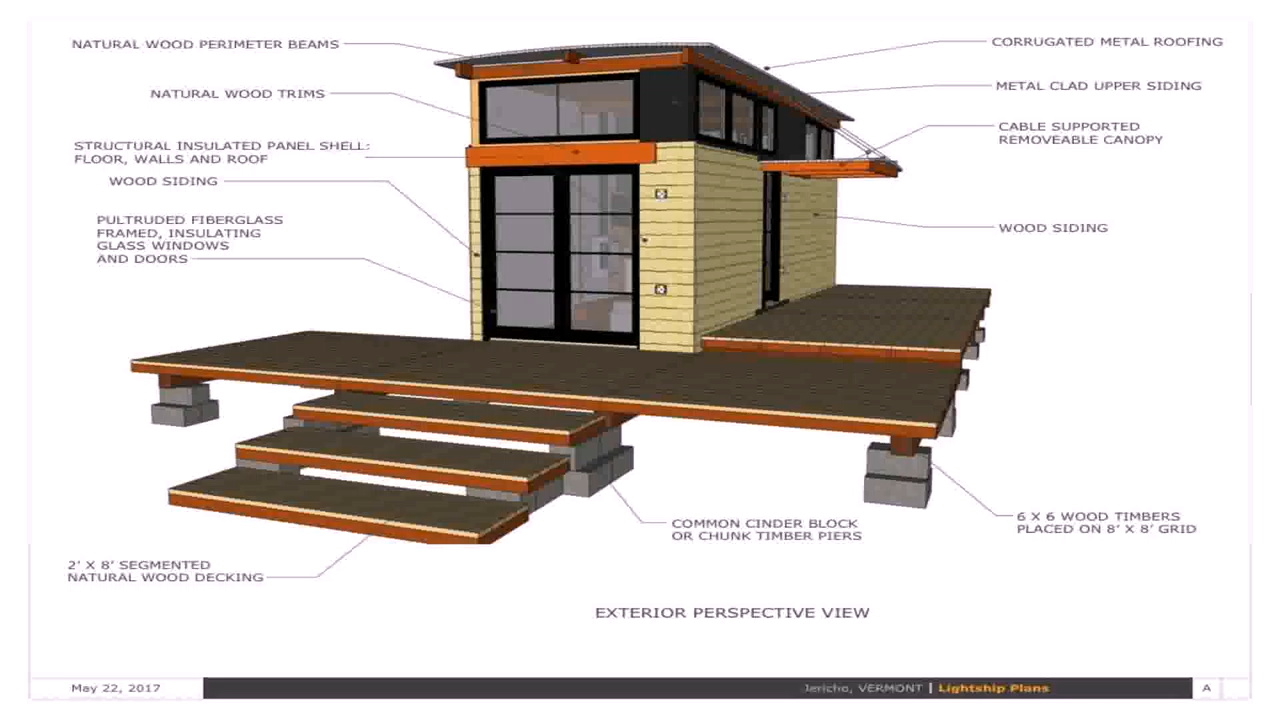 NATURAL WOOD PERIMETER BEAMS
NATURAL WOOD TRIMS
STRUCTURAL INSULATED PANEL SHELL:
FLOOR, WALLS AND ROOF
WOOD SIDING
PULTRUDED FIBERGLASS
FRAMED, INSULATING
GLASS WINDOWS
AND DOORS
CORRUGATED METAL ROOFING
METAL CLAD UPPER SIDING
CABLE SUPPORTED
REMOVEABLE CANOPY
WOOD SIDING
6 X 6 WOOD TIMBERS
PLACED ON 8' X 8' GRID
COMMON CINDER BLOCK
OR CHUNK TIMBER PIERS
2' X 8' SEGMENTED
NATURAL WOOD DECKING
EXTERIOR PERSPECTIVE VIEW
May 22, 2017
Jericho, VERMONT | Lightship Plans
A